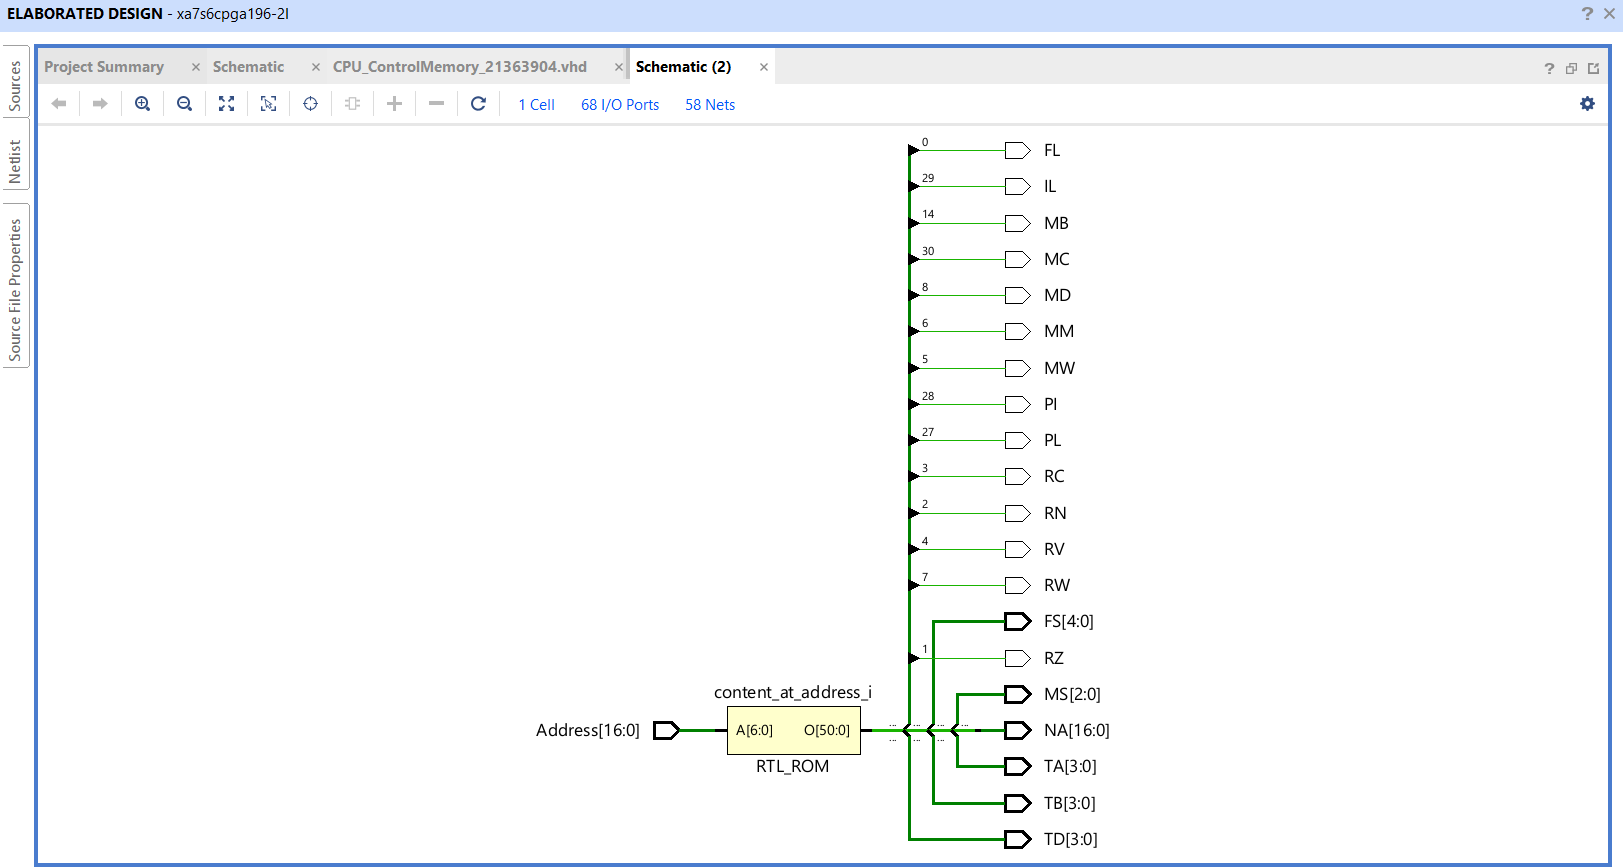 ELABORATED DESIGN - xa7s6cpga196-2I
Sources
Netlist
Source File Properties
Project Summary
Schematic
CPU_ControlMemory_21363904.vhd
Schematic (2)
1 Cell
68 I/O Ports
58 Nets
0 FL
29 IL
14 MB
30 MC
8 MD
6 MM
5 MW
28 PI
27 PL
3 RC
2 RN
4 RV
7 RW
FS[4:0]
1 RZ
content_at_address_i
MS[2:0]
Address[16:0]
A[6:0]
O[50:0]
NA[16:0]
RTL_ROM
TA[3:0]
TB[3:0]
TD[3:0]